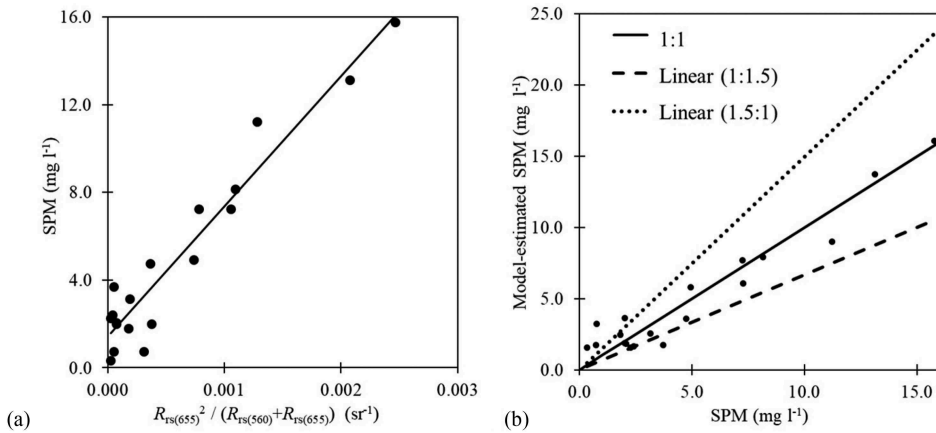 (a)
SPM (mg l⁻¹)
16.0
12.0
8.0
4.0
0.0
0.000 0.001 0.002 0.003
Rrs(655)² / (Rrs(560)+Rrs(655)) (sr⁻¹)
(b)
Model-estimated SPM (mg l⁻¹)
25.0
20.0
15.0
10.0
5.0
0.0
1:1
Linear (1:1.5)
Linear (1.5:1)
0.0 5.0 10.0 15.0
SPM (mg l⁻¹)